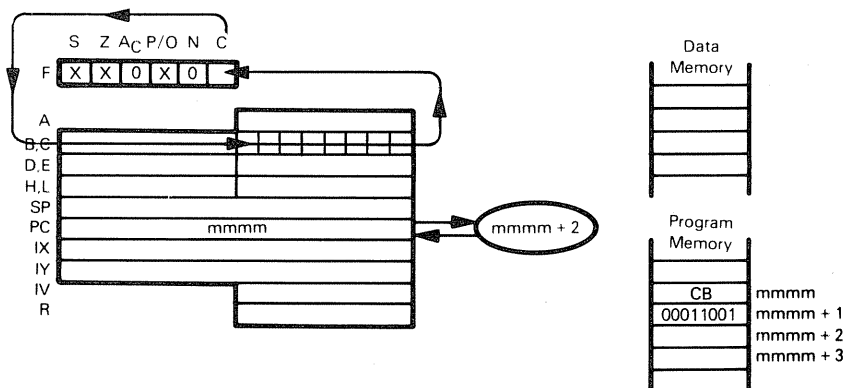 S Z AC P/O N C
F X X 0 X 0
A
B,C
D,E
H,L
SP
PC mmmm mmmm + 2
IX
IY
IV
R
Data
Memory
Program
Memory
CB mmmm
00011001 mmmm + 1
mmmm + 2
mmmm + 3